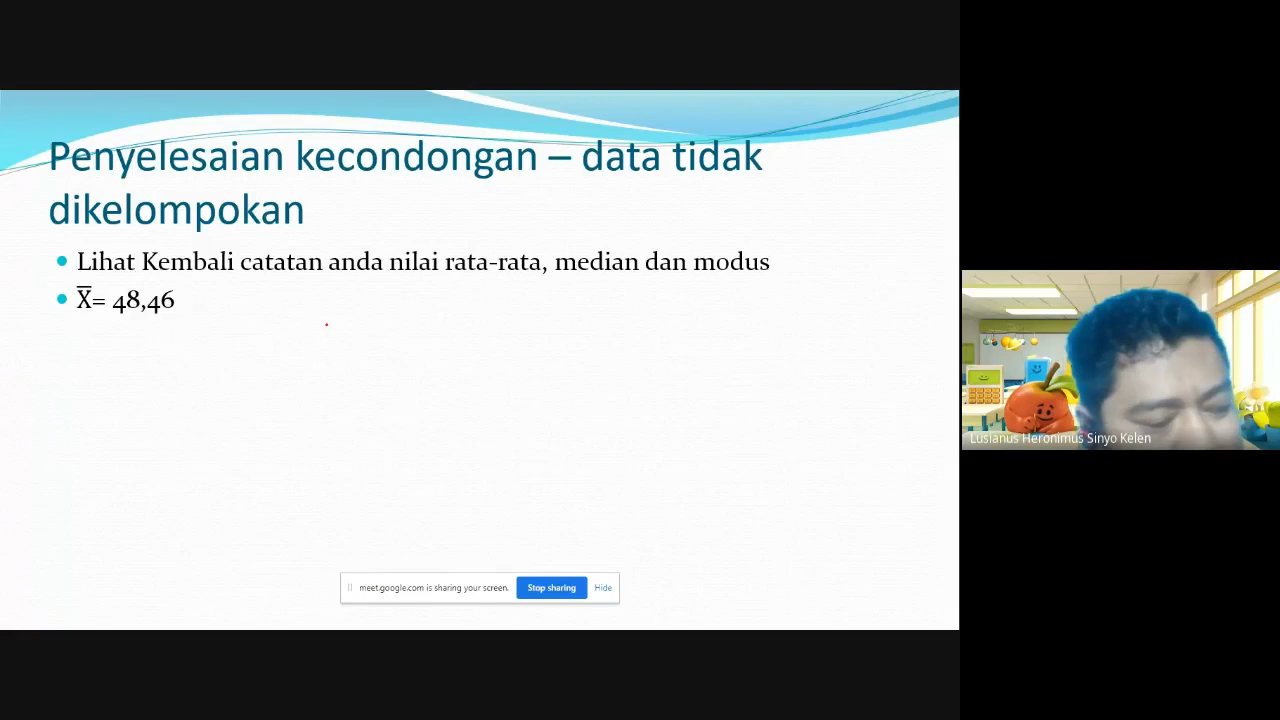 Penyelesaian kecondongan – data tidak
dikelompokan
Lihat Kembali catatan anda nilai rata-rata, median dan modus
X̅= 48,46
meet.google.com is sharing your screen.
Stop sharing
Hide
Lusianus Heronimus Sinyo Kelen